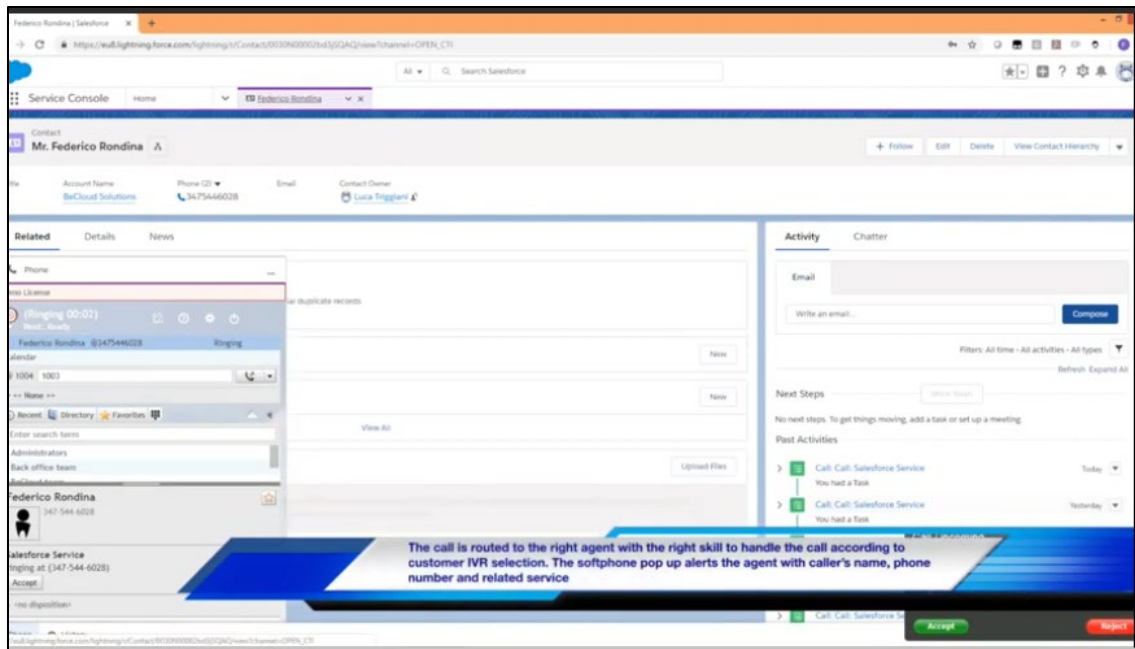 Federico Rondina | Salesforce
https://eu8.lightning.force.com/lightning/r/Contact/0030N00002bd3jSQAQ/view?channel=OPEN_CTI
All Search Salesforce
Service Console Home Federico Rondina
Contact
Mr. Federico Rondina
+ Follow Edit Delete View Contact Hierarchy
Account Name Phone (2) Email Contact Owner
BeCloud Solutions 3475446028 Luca Triggiani
Related Details News
Activity Chatter
Phone
Email
License
duplicate records
(Ringing 00:02)
Next: Ready
Write an email... Compose
Federico Rondina @3475446028 Ringing
Filters: All time • All activities • All types
Refresh Expand All
1004 1003
New
<< None >>
Next Steps More Steps
New
Recent Directory Favorites
No next steps. To get things moving, add a task or set up a meeting.
View All
Enter search term
Past Activities
Administrators
Back office team
Upload Files
Call: Call: Salesforce Service Today
You had a Task
Federico Rondina
347-544-6028
Call: Call: Salesforce Service Yesterday
You had a Task
The call is routed to the right agent with the right skill to handle the call according to
customer IVR selection. The softphone pop up alerts the agent with caller's name, phone
number and related service
Salesforce Service
Ringing at (347-544-6028)
Accept
<no disposition>
Call: Call: Salesforce
Accept Reject